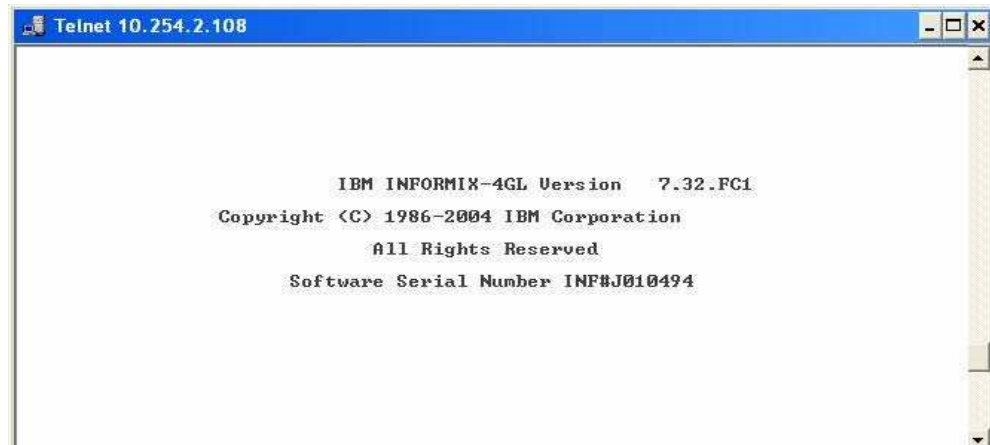 Telnet 10.254.2.108
IBM INFORMIX-4GL Version 7.32.FC1
Copyright (C) 1986-2004 IBM Corporation
All Rights Reserved
Software Serial Number INF#J010494